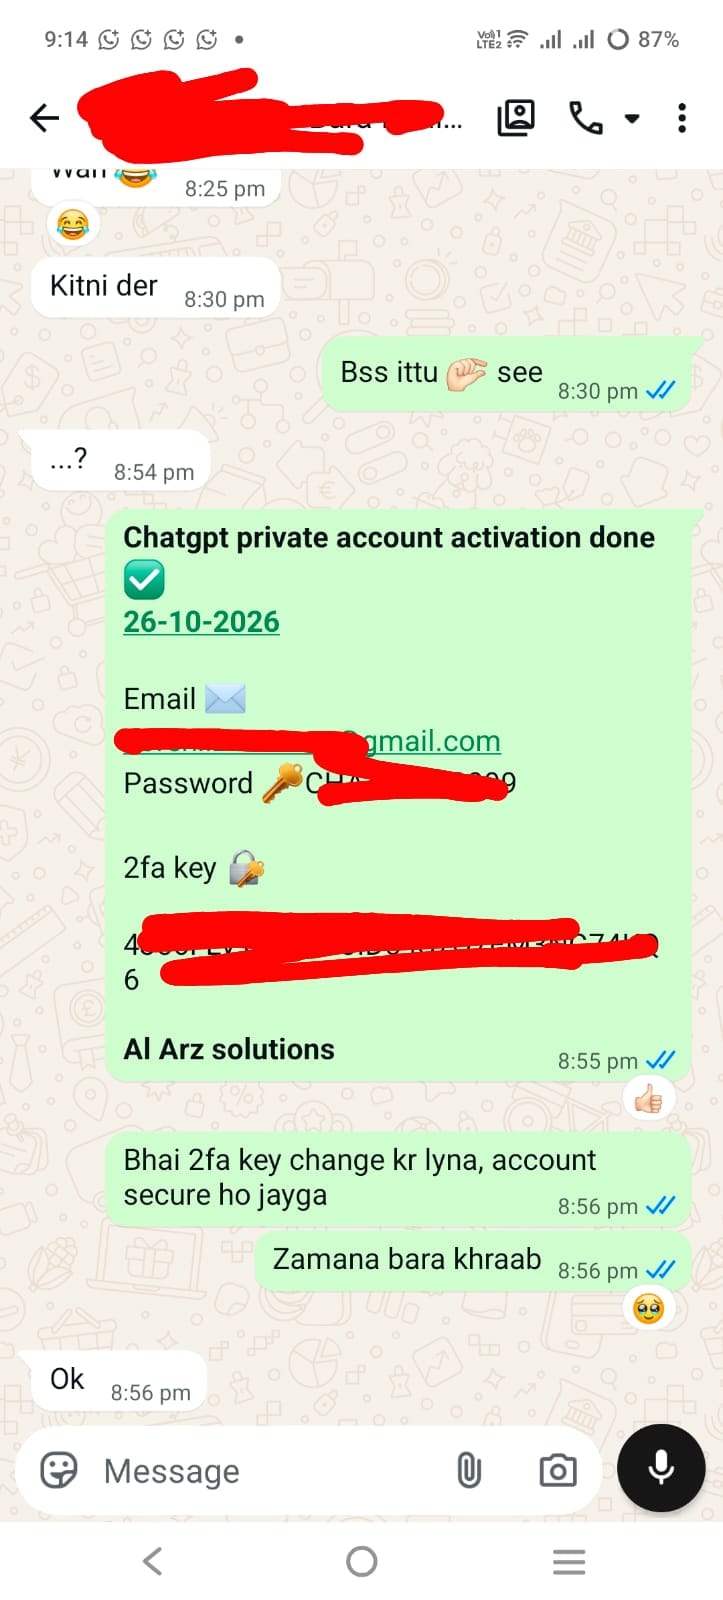 9:14
Vo)) 1
LTE2
87%
8:25 pm
Kitni der
8:30 pm
Bss ittu 🤏🏻 see
8:30 pm
...?
8:54 pm
Chatgpt private account activation done
✅
26-10-2026
Email ✉️
@gmail.com
Password 🔑
2fa key 🔐
6
Al Arz solutions
8:55 pm
Bhai 2fa key change kr lyna, account
secure ho jayga
8:56 pm
Zamana bara khraab
8:56 pm
Ok
8:56 pm
Message